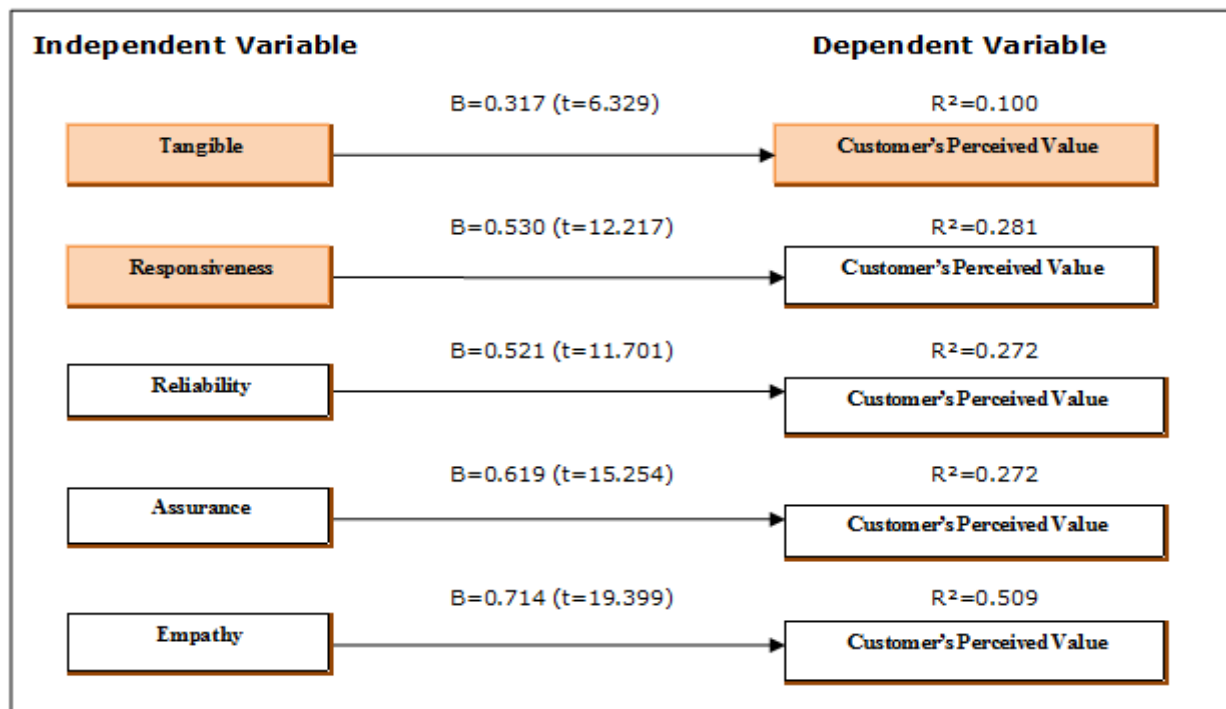 Independent Variable
Dependent Variable
B=0.317 (t=6.329)
R²=0.100
Tangible
Customer's Perceived Value
B=0.530 (t=12.217)
R²=0.281
Responsiveness
Customer's Perceived Value
B=0.521 (t=11.701)
R²=0.272
Reliability
Customer's Perceived Value
B=0.619 (t=15.254)
R²=0.272
Assurance
Customer's Perceived Value
B=0.714 (t=19.399)
R²=0.509
Empathy
Customer's Perceived Value